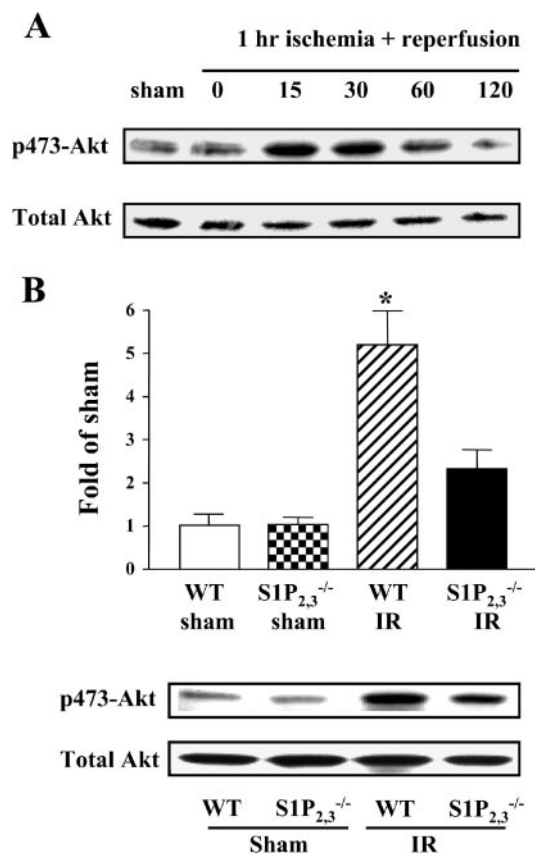 A
1 hr ischemia + reperfusion
sham 0 15 30 60 120
p473-Akt
Total Akt
B
6
*
5
4
3
2
1
0
Fold of sham
WT S1P2,3-/- WT S1P2,3-/-
sham sham IR IR
p473-Akt
Total Akt
WT S1P2,3-/- WT S1P2,3-/-
Sham IR